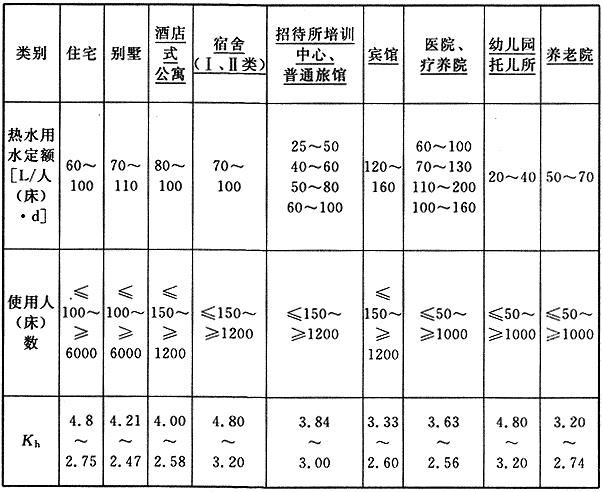 类别
住宅
别墅
酒店
式
公寓
宿舍
(Ⅰ、Ⅱ类)
招待所培训
中心、
普通旅馆
宾馆
医院、
疗养院
幼儿园
托儿所
养老院
热水用
水定额
[L/人
(床)
·d]
60～
100
70～
110
80～
100
70～
100
25～50
40～60
50～80
60～100
120～
160
60～100
70～130
110～200
100～160
20～40
50～70
使用人
(床)
数
≤
100～
≥
6000
≤
100～
≥
6000
≤
150～
≥
1200
≤150～
≥1200
≤150～
≥1200
≤
150～
≥
1200
≤50～
≥1000
≤50～
≥1000
≤50～
≥1000
Kh
4.8
～
2.75
4.21
～
2.47
4.00
～
2.58
4.80
～
3.20
3.84
～
3.00
3.33
～
2.60
3.63
～
2.56
4.80
～
3.20
3.20
～
2.74